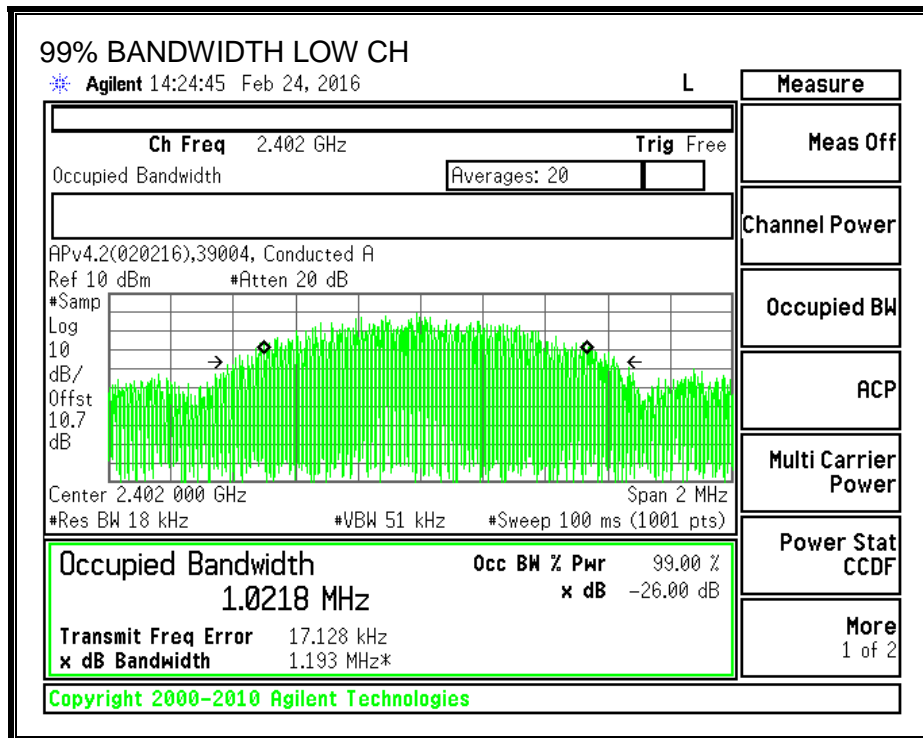 99% BANDWIDTH LOW CH
Agilent 14:24:45 Feb 24, 2016 L
Measure
Ch Freq 2.402 GHz Trig Free
Meas Off
Occupied Bandwidth Averages: 20
Channel Power
APv4.2(020216),39004, Conducted A
Ref 10 dBm #Atten 20 dB
#Samp
Log
10
dB/
Offst
10.7
dB
Occupied BW
ACP
Multi Carrier
Power
Center 2.402 000 GHz Span 2 MHz
#Res BW 18 kHz #VBW 51 kHz #Sweep 100 ms (1001 pts)
Power Stat
CCDF
Occupied Bandwidth Occ BW % Pwr 99.00 %
1.0218 MHz x dB -26.00 dB
Transmit Freq Error 17.128 kHz
x dB Bandwidth 1.193 MHz*
More
1 of 2
Copyright 2000-2010 Agilent Technologies